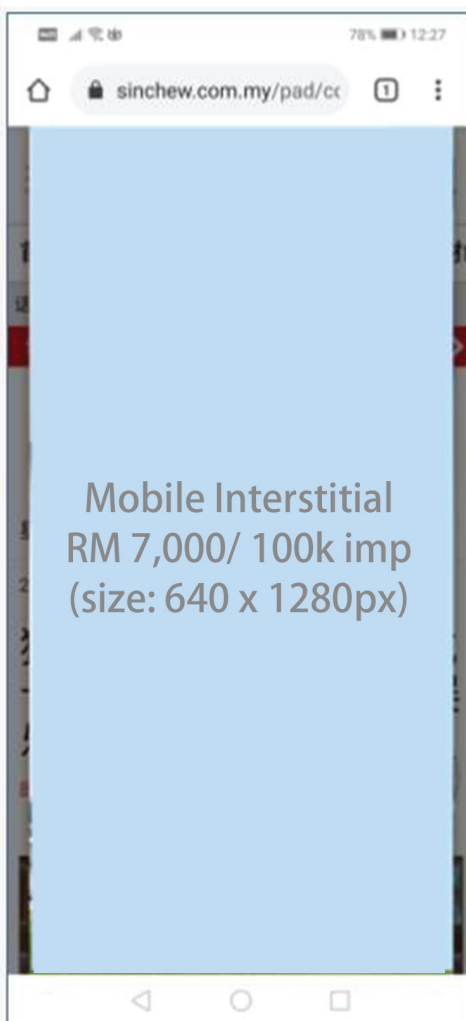 78% 12:27
sinchew.com.my/pad/cc
1
Mobile Interstitial
RM 7,000/ 100k imp
(size: 640 x 1280px)